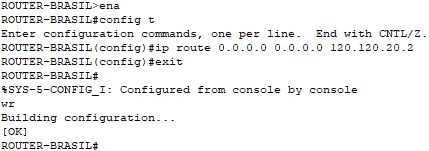 ROUTER-BRASIL>ena
ROUTER-BRASIL#config t
Enter configuration commands, one per line.  End with CNTL/Z.
ROUTER-BRASIL(config)#ip route 0.0.0.0 0.0.0.0 120.120.20.2
ROUTER-BRASIL(config)#exit
ROUTER-BRASIL#
%SYS-5-CONFIG_I: Configured from console by console
wr
Building configuration...
[OK]
ROUTER-BRASIL#